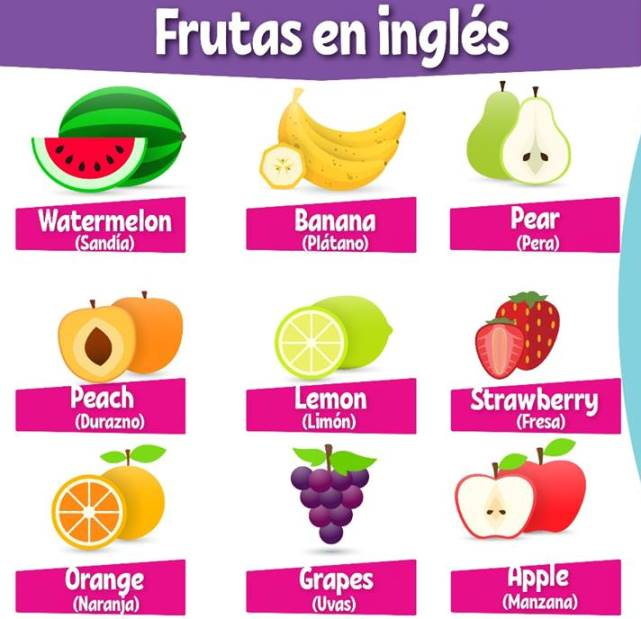 Frutas en inglés
Watermelon
(Sandía)
Banana
(Plátano)
Pear
(Pera)
Peach
(Durazno)
Lemon
(Limón)
Strawberry
(Fresa)
Orange
(Naranja)
Grapes
(Uvas)
Apple
(Manzana)